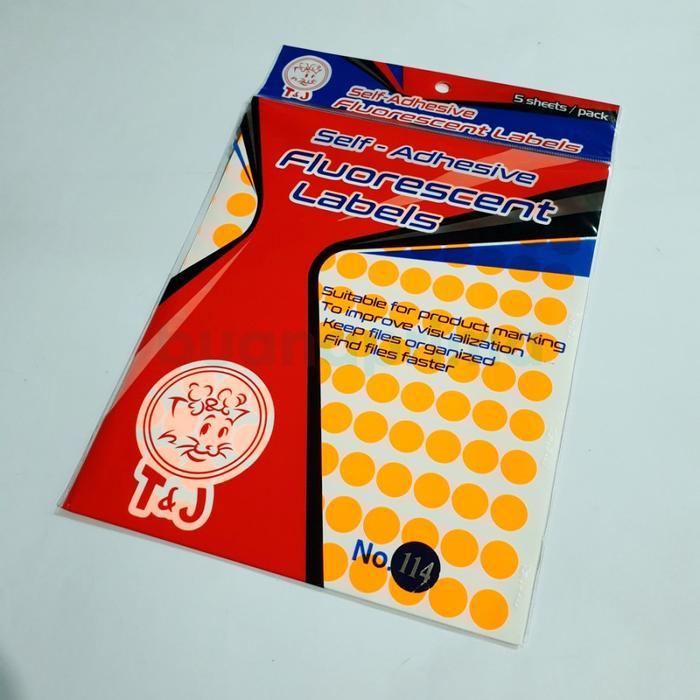 T&J
Self-Adhesive
Fluorescent Labels
5 sheets / pack
Self - Adhesive
Fluorescent
Labels
Suitable for product marking
To improve visualization
Keep files organized
Find files faster
T&J
No. 114